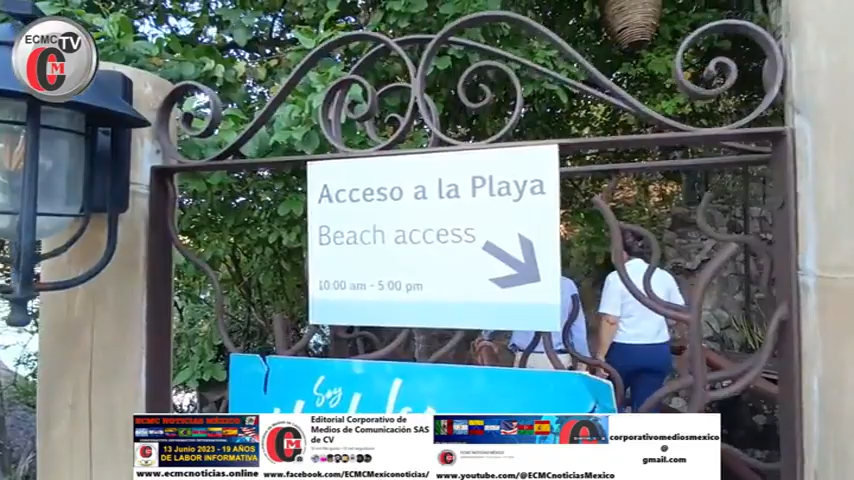 ECMC TV
CM
Acceso a la Playa
Beach access
10:00 am - 5:00 pm
Soy
ECMC NOTICIAS MÉXICO
13 Junio 2023 - 19 AÑOS
DE LABOR INFORMATIVA
www.ecmcnoticias.online
Editorial Corporativo de
Medios de Comunicación SAS
de CV
www.facebook.com/ECMCMexiconoticias/
www.youtube.com/@ECMCnoticiasMexico
corporativomediosmexico
@
gmail.com